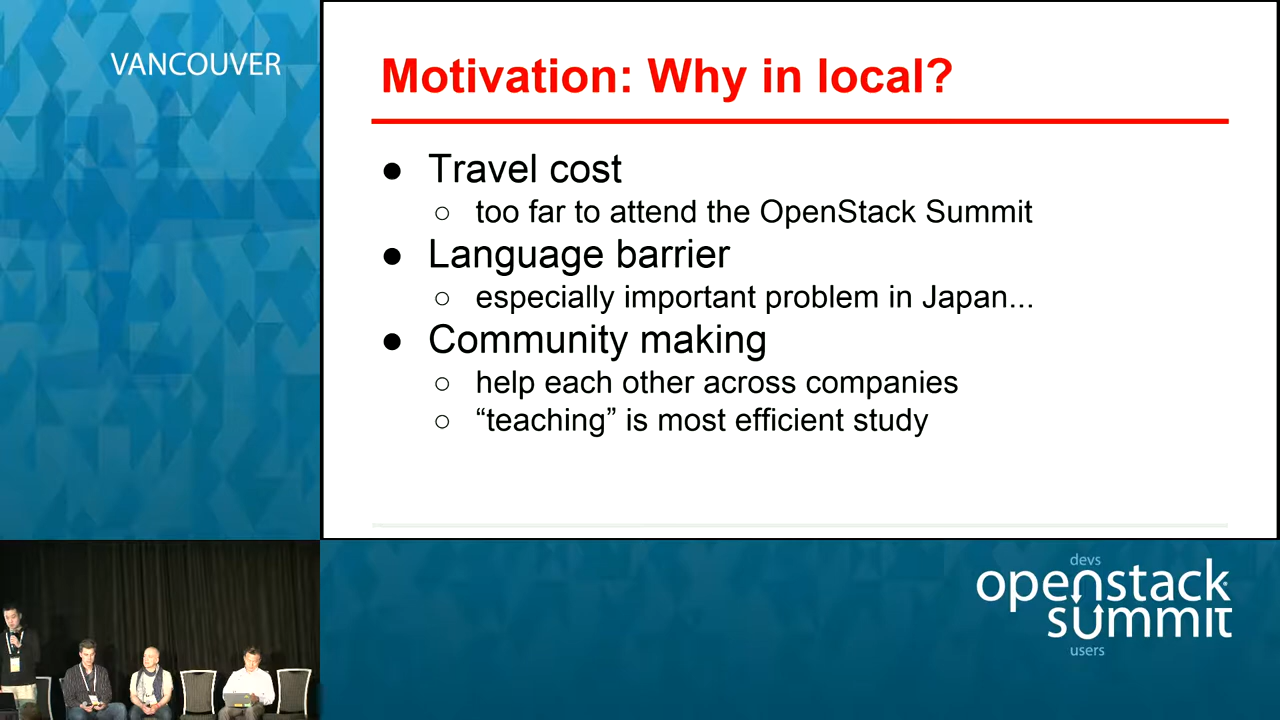 VANCOUVER
Motivation: Why in local?
● Travel cost
○ too far to attend the OpenStack Summit
● Language barrier
○ especially important problem in Japan...
● Community making
○ help each other across companies
○ “teaching” is most efficient study
devs
openstack
summit
users